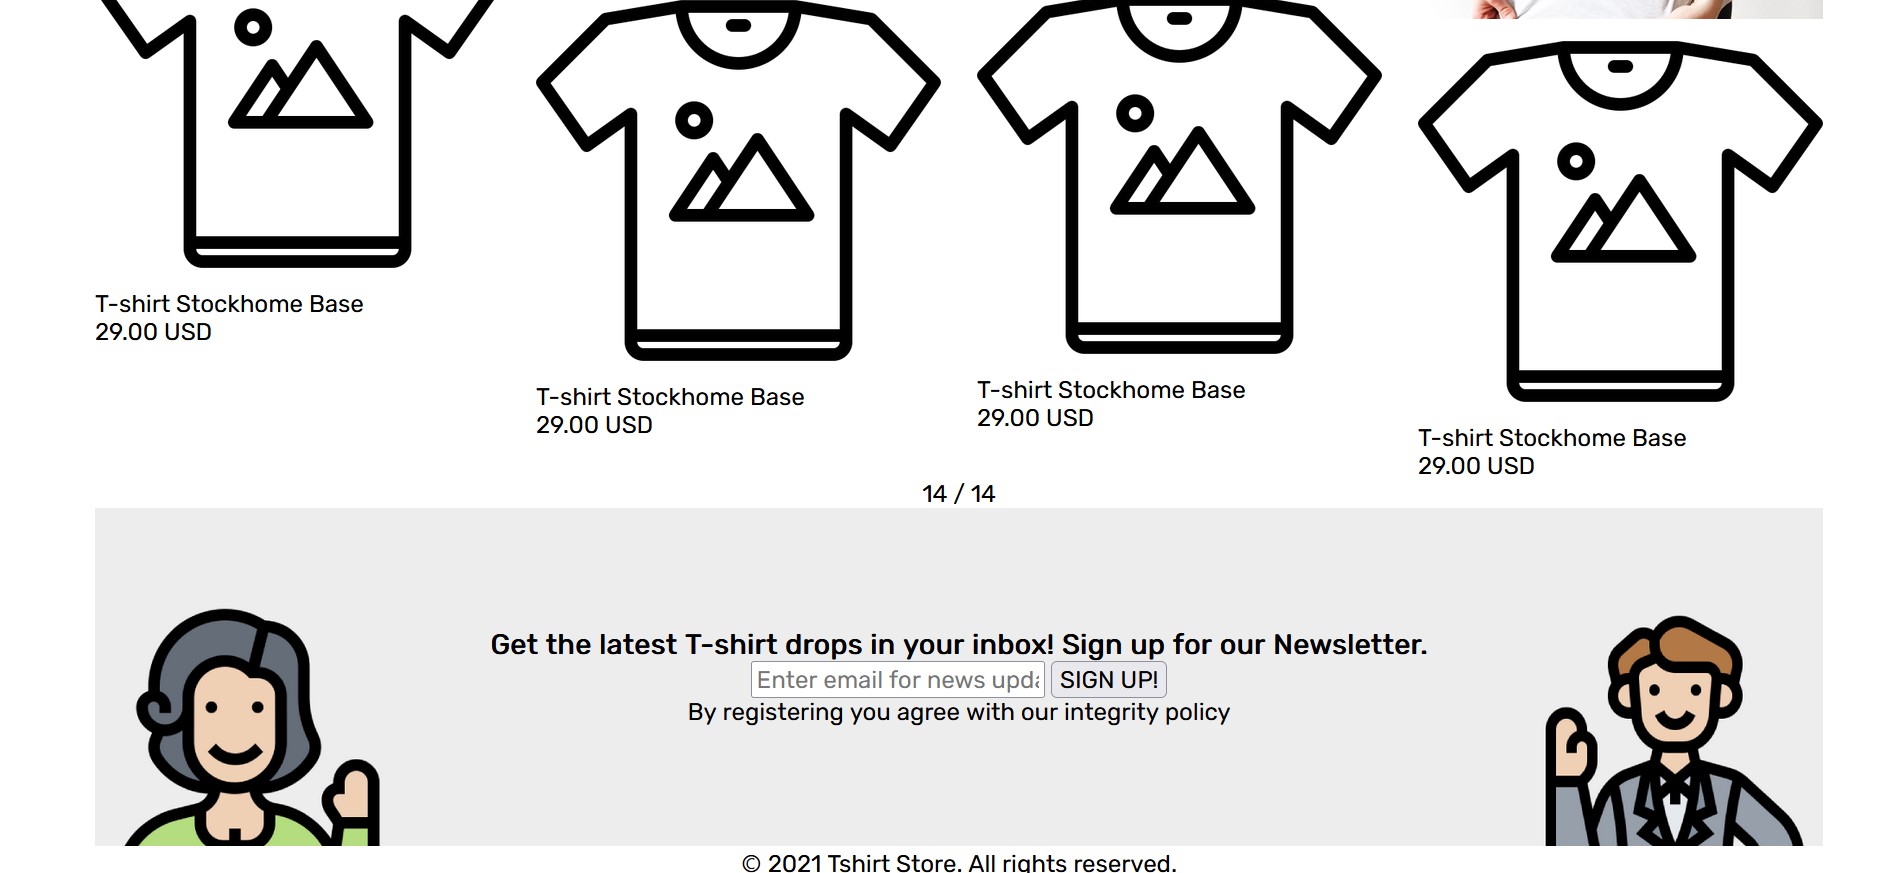 T-shirt Stockhome Base
29.00 USD
T-shirt Stockhome Base
29.00 USD
T-shirt Stockhome Base
29.00 USD
T-shirt Stockhome Base
29.00 USD
14 / 14
Get the latest T-shirt drops in your inbox! Sign up for our Newsletter.
Enter email for news upda SIGN UP!
By registering you agree with our integrity policy
© 2021 Tshirt Store. All rights reserved.